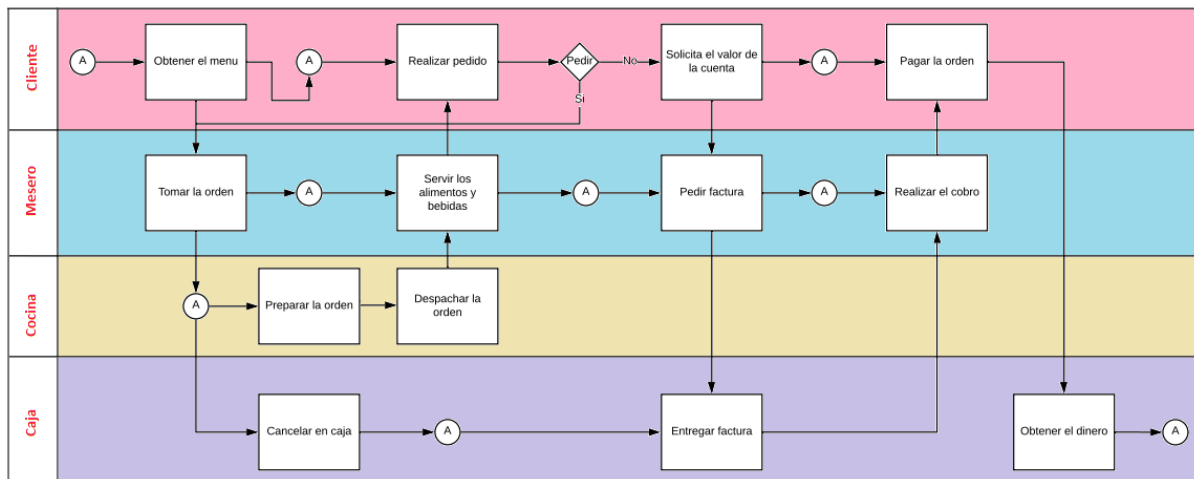 Cliente
A
Obtener el menu
A
Realizar pedido
Pedir
No
Si
Solicita el valor de
la cuenta
A
Pagar la orden
Mesero
Tomar la orden
A
Servir los
alimentos y
bebidas
A
Pedir factura
A
Realizar el cobro
Cocina
A
Preparar la orden
Despachar la
orden
Caja
Cancelar en caja
A
Entregar factura
Obtener el dinero
A